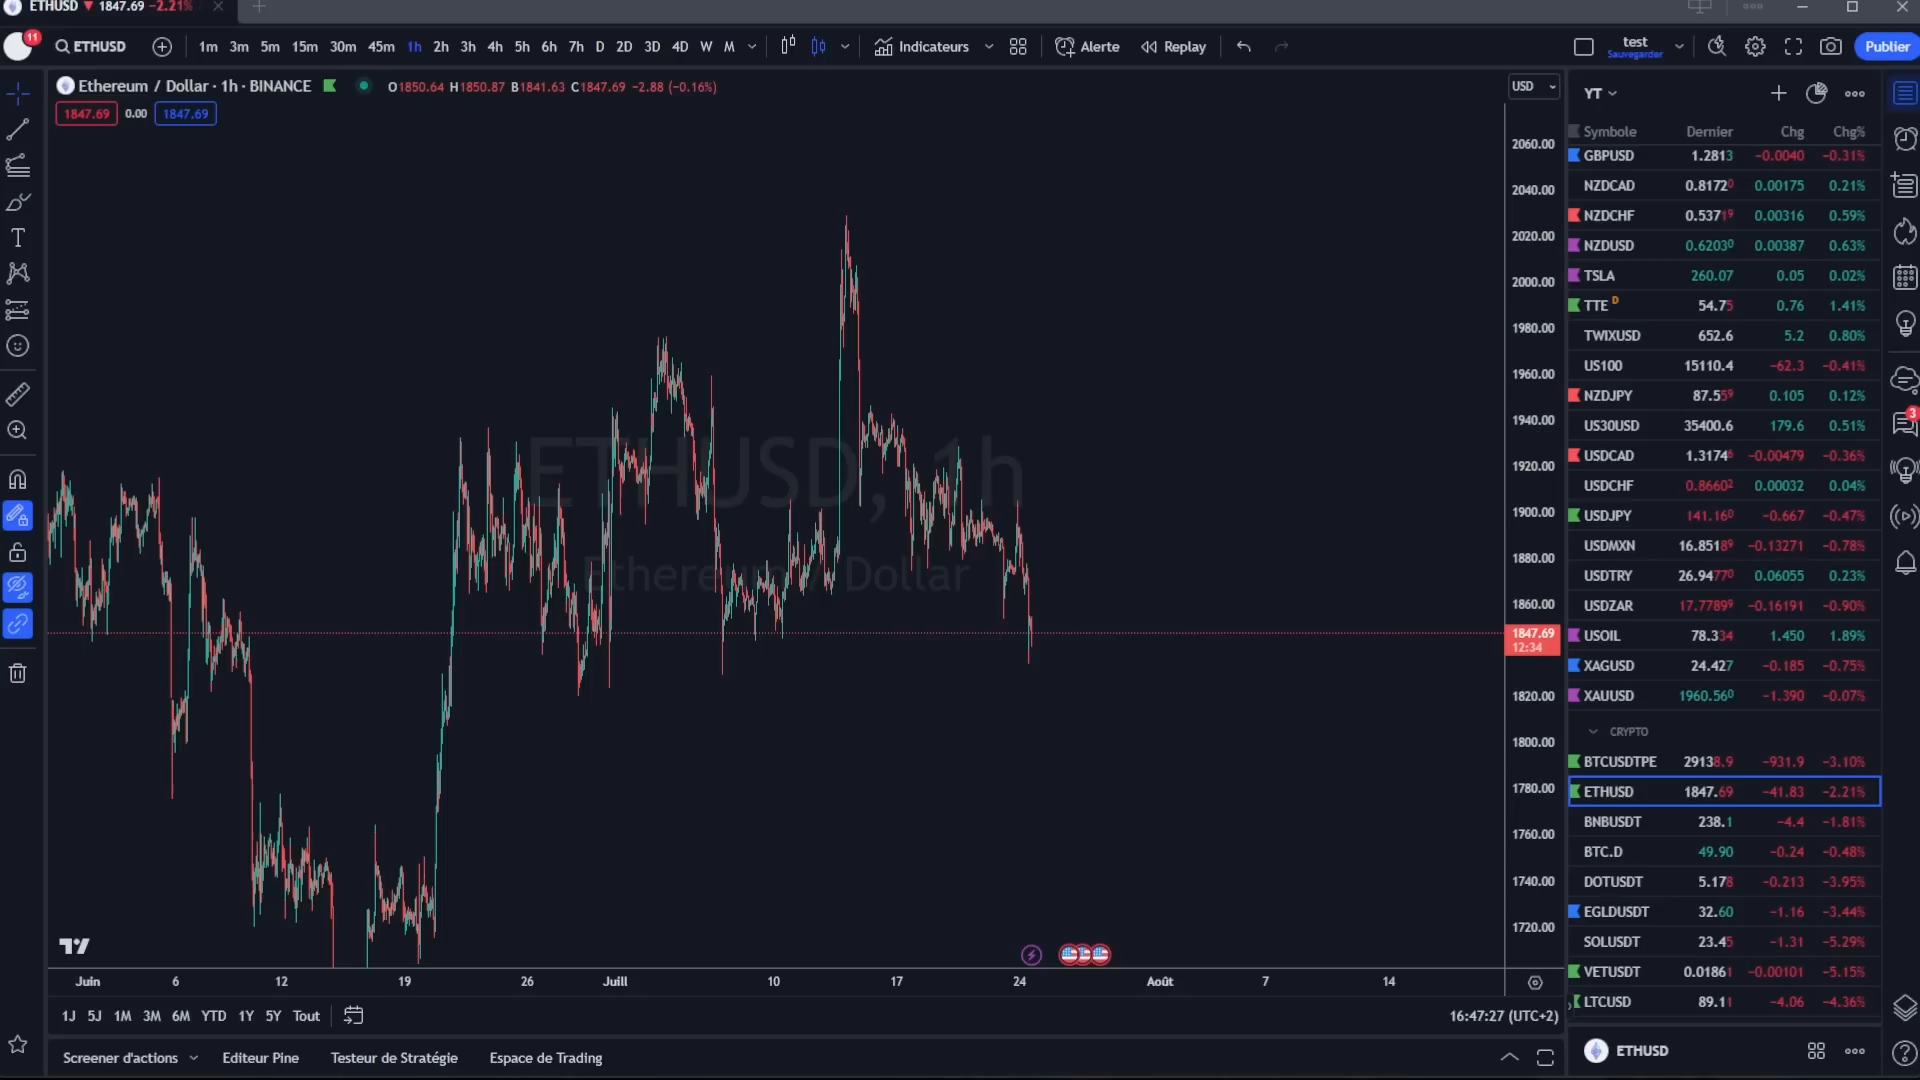 ETHUSD ▼ 1847.69 −2.21%
11
ETHUSD
1m 3m 5m 15m 30m 45m 1h 2h 3h 4h 5h 6h 7h D 2D 3D 4D W M
Indicateurs
Alerte
Replay
test
Sauvegarder
Publier
Ethereum / Dollar · 1h · BINANCE
O1850.64 H1850.87 B1841.63 C1847.69 −2.88 (−0.16%)
1847.69 0.00 1847.69
USD
ETHUSD, 1h
Ethereum / Dollar
2060.00
2040.00
2020.00
2000.00
1980.00
1960.00
1940.00
1920.00
1900.00
1880.00
1860.00
1847.69
12:34
1820.00
1800.00
1780.00
1760.00
1740.00
1720.00
Juin 6 12 19 26 Juill 10 17 24 Août 7 14
1J 5J 1M 3M 6M YTD 1Y 5Y Tout
16:47:27 (UTC+2)
Screener d'actions Editeur Pine Testeur de Stratégie Espace de Trading
YT
Symbole Dernier Chg Chg%
GBPUSD 1.2813 −0.0040 −0.31%
NZDCAD 0.81720 0.00175 0.21%
NZDCHF 0.53719 0.00316 0.59%
NZDUSD 0.62030 0.00387 0.63%
TSLA 260.07 0.05 0.02%
TTE D 54.75 0.76 1.41%
TWIXUSD 652.6 5.2 0.80%
US100 15110.4 −62.3 −0.41%
NZDJPY 87.559 0.105 0.12%
US30USD 35400.6 179.6 0.51%
USDCAD 1.31746 −0.00479 −0.36%
USDCHF 0.86602 0.00032 0.04%
USDJPY 141.160 −0.667 −0.47%
USDMXN 16.85189 −0.13271 −0.78%
USDTRY 26.94770 0.06055 0.23%
USDZAR 17.77899 −0.16191 −0.90%
USOIL 78.334 1.450 1.89%
XAGUSD 24.427 −0.185 −0.75%
XAUUSD 1960.560 −1.390 −0.07%
CRYPTO
BTCUSDTPE 29138.9 −931.9 −3.10%
ETHUSD 1847.69 −41.83 −2.21%
BNBUSDT 238.1 −4.4 −1.81%
BTC.D 49.90 −0.24 −0.48%
DOTUSDT 5.178 −0.213 −3.95%
EGLDUSDT 32.60 −1.16 −3.44%
SOLUSDT 23.45 −1.31 −5.29%
VETUSDT 0.01861 −0.00101 −5.15%
LTCUSD 89.11 −4.06 −4.36%
ETHUSD
3